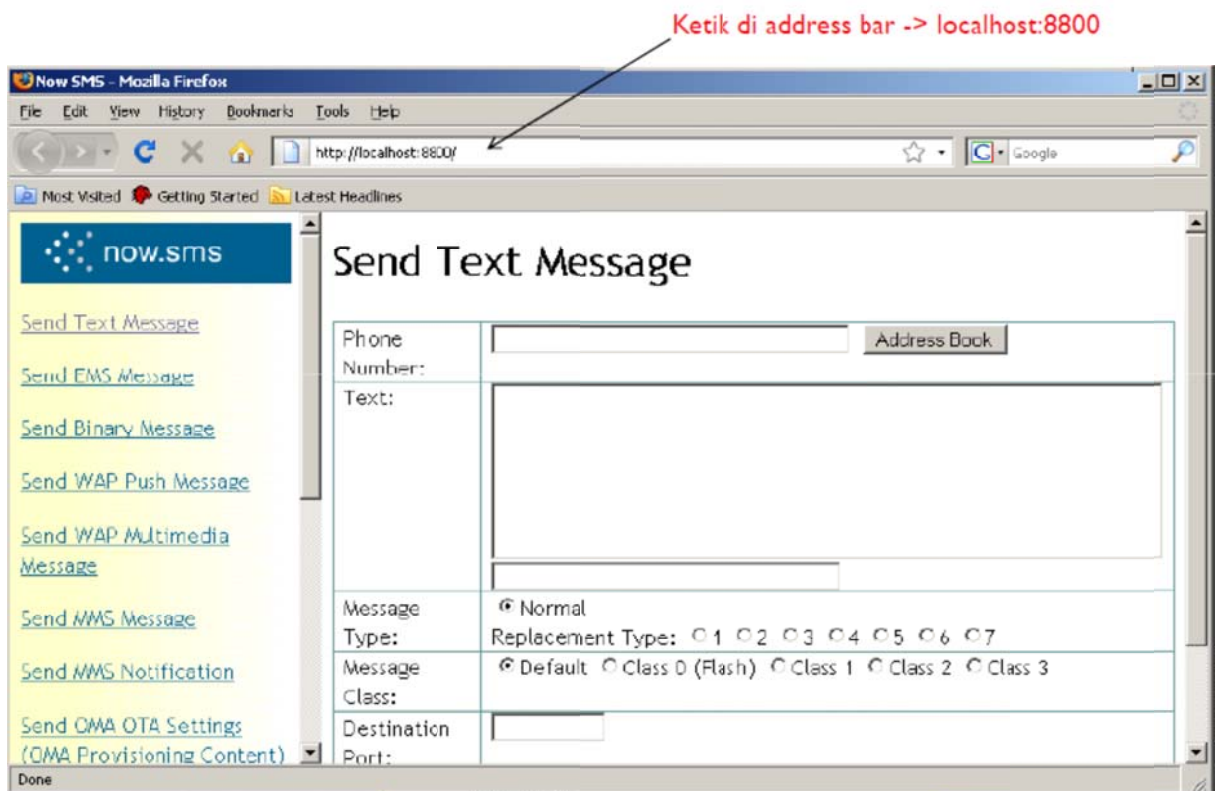 Ketik di address bar -> localhost:8800
Now SMS - Mozilla Firefox
File Edit View History Bookmarks Tools Help
http://localhost:8800/
Google
Most Visited Getting Started Latest Headlines
now.sms
Send Text Message
Send EMS Message
Send Binary Message
Send WAP Push Message
Send WAP Multimedia
Message
Send MMS Message
Send MMS Notification
Send OMA OTA Settings
(OMA Provisioning Content)
Send Text Message
Phone
Number:
Address Book
Text:
Message
Type:
Normal
Replacement Type: 1 2 3 4 5 6 7
Message
Class:
Default Class 0 (Flash) Class 1 Class 2 Class 3
Destination
Port:
Done